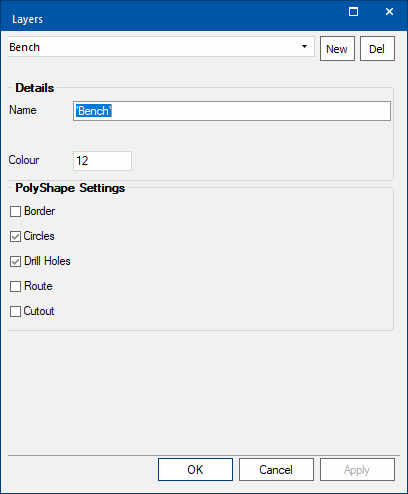 Layers
Bench
New
Del
Details
Name
'Bench'
Colour
12
PolyShape Settings
Border
Circles
Drill Holes
Route
Cutout
OK
Cancel
Apply